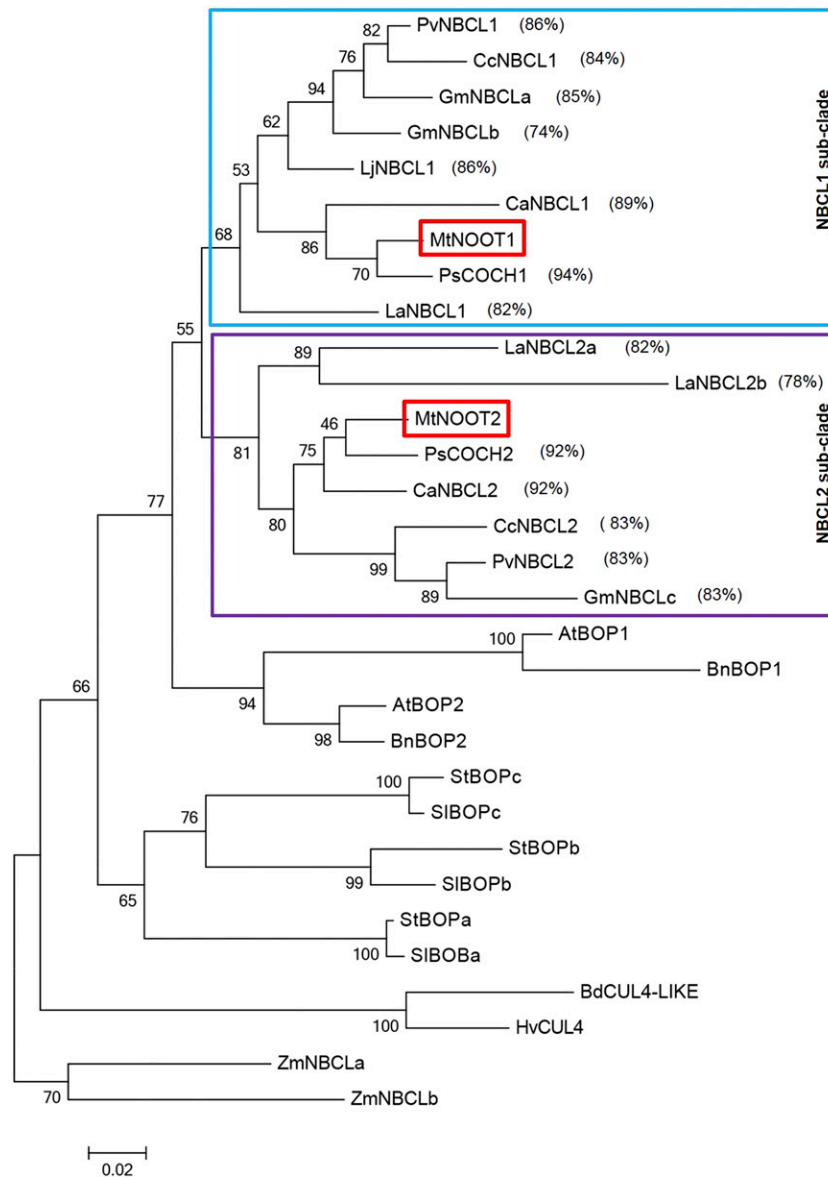 PvNBCL1 (86%)
82
CcNBCL1 (84%)
76
GmNBCLa (85%)
94
GmNBCLb (74%)
62
LjNBCL1 (86%)
53
CaNBCL1 (89%)
86
MtNOOT1
70
PsCOCH1 (94%)
68
LaNBCL1 (82%)
NBCL1 sub-clade
55
LaNBCL2a (82%)
89
LaNBCL2b (78%)
MtNOOT2
46
PsCOCH2 (92%)
75
81
CaNBCL2 (92%)
80
CcNBCL2 ( 83%)
99
PvNBCL2 (83%)
89
GmNBCLc (83%)
NBCL2 sub-clade
77
AtBOP1
100
BnBOP1
66
94
AtBOP2
98
BnBOP2
StBOPc
100
SlBOPc
76
StBOPb
99
SlBOPb
65
StBOPa
100
SlBOBa
BdCUL4-LIKE
100
HvCUL4
ZmNBCLa
70
ZmNBCLb
0.02